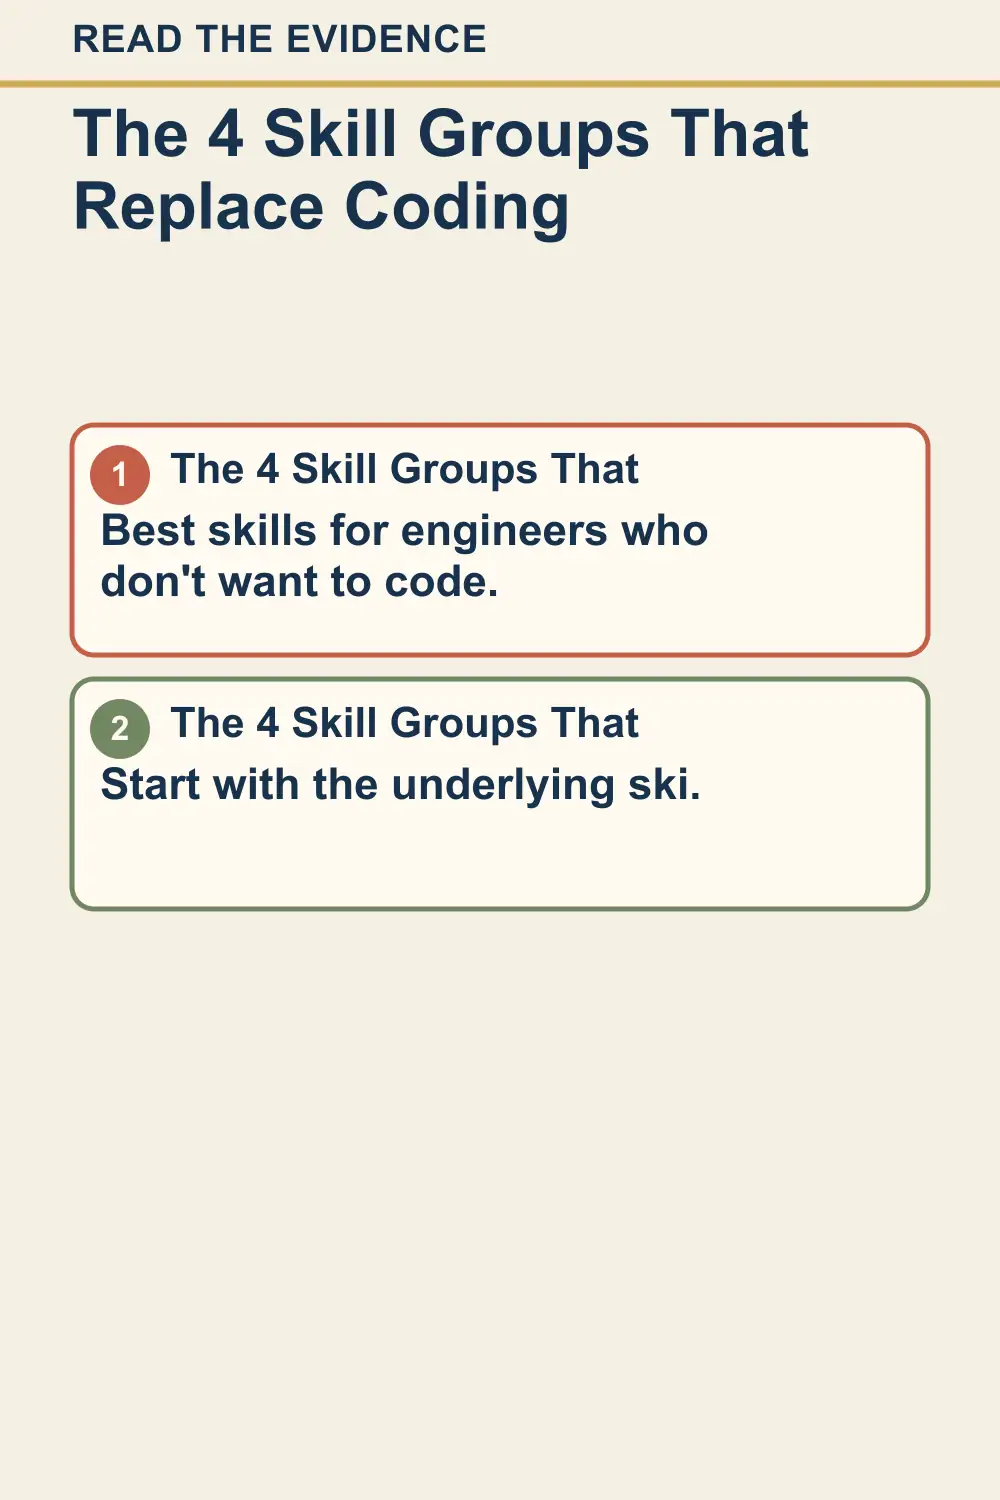 READ THE EVIDENCE
The 4 Skill Groups That
Replace Coding
1 The 4 Skill Groups That
Best skills for engineers who
don't want to code.
2 The 4 Skill Groups That
Start with the underlying ski.